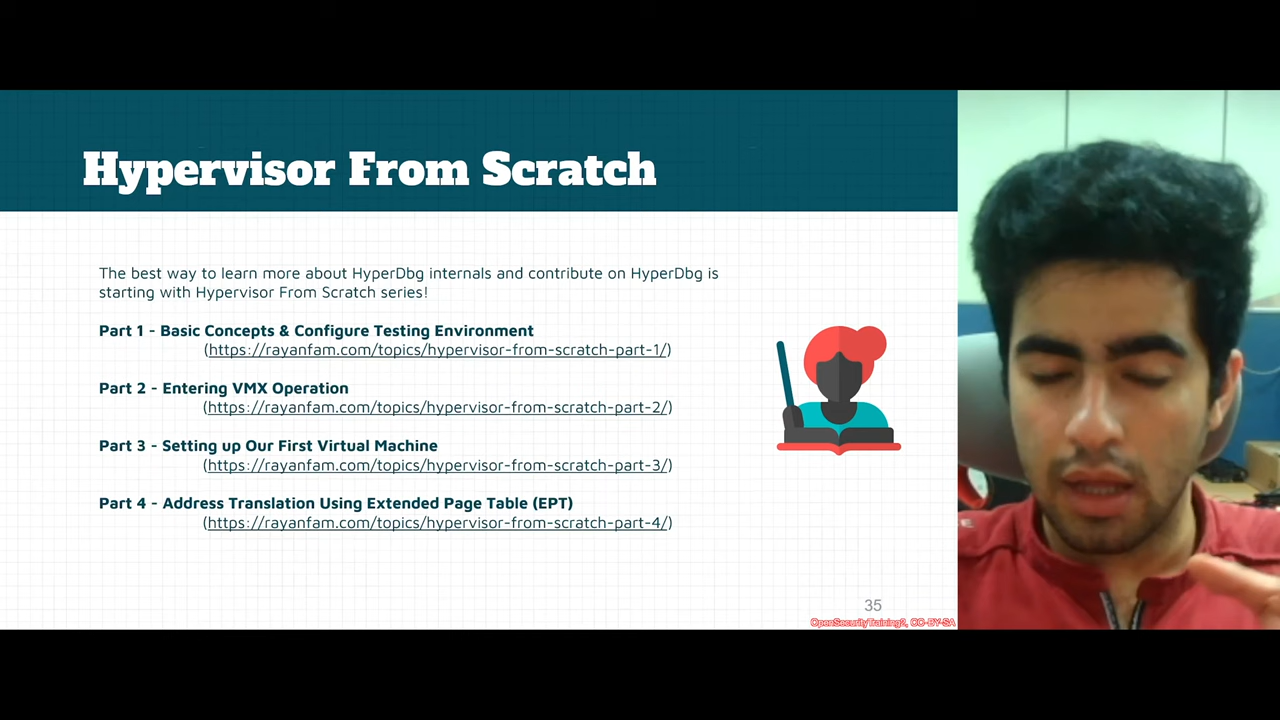 Hypervisor From Scratch
The best way to learn more about HyperDbg internals and contribute on HyperDbg is
starting with Hypervisor From Scratch series!
Part 1 - Basic Concepts & Configure Testing Environment
(https://rayanfam.com/topics/hypervisor-from-scratch-part-1/)
Part 2 - Entering VMX Operation
(https://rayanfam.com/topics/hypervisor-from-scratch-part-2/)
Part 3 - Setting up Our First Virtual Machine
(https://rayanfam.com/topics/hypervisor-from-scratch-part-3/)
Part 4 - Address Translation Using Extended Page Table (EPT)
(https://rayanfam.com/topics/hypervisor-from-scratch-part-4/)
35
OpenSecurityTraining2, CC-BY-SA